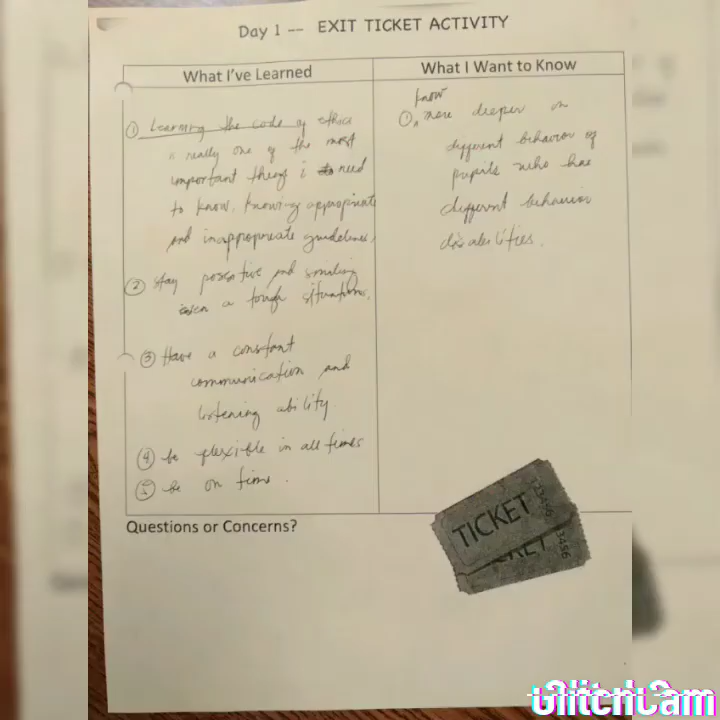 Day 1 -- EXIT TICKET ACTIVITY
What I've Learned
① Learning the code of ethics
is really one of the most
important things i need
to know. knowing appropriate
and inappropriate guidelines.
② stay possetive and smiling
a tough situations.
③ Have a constant
communication and
listening ability.
④ be flexible in all times
⑤ be on time.
What I Want to Know
know
① more deeper on
different behavior of
pupils who has
different behavior
disabilities.
Questions or Concerns?
TICKET
123456
KET
3456
GlitchCam